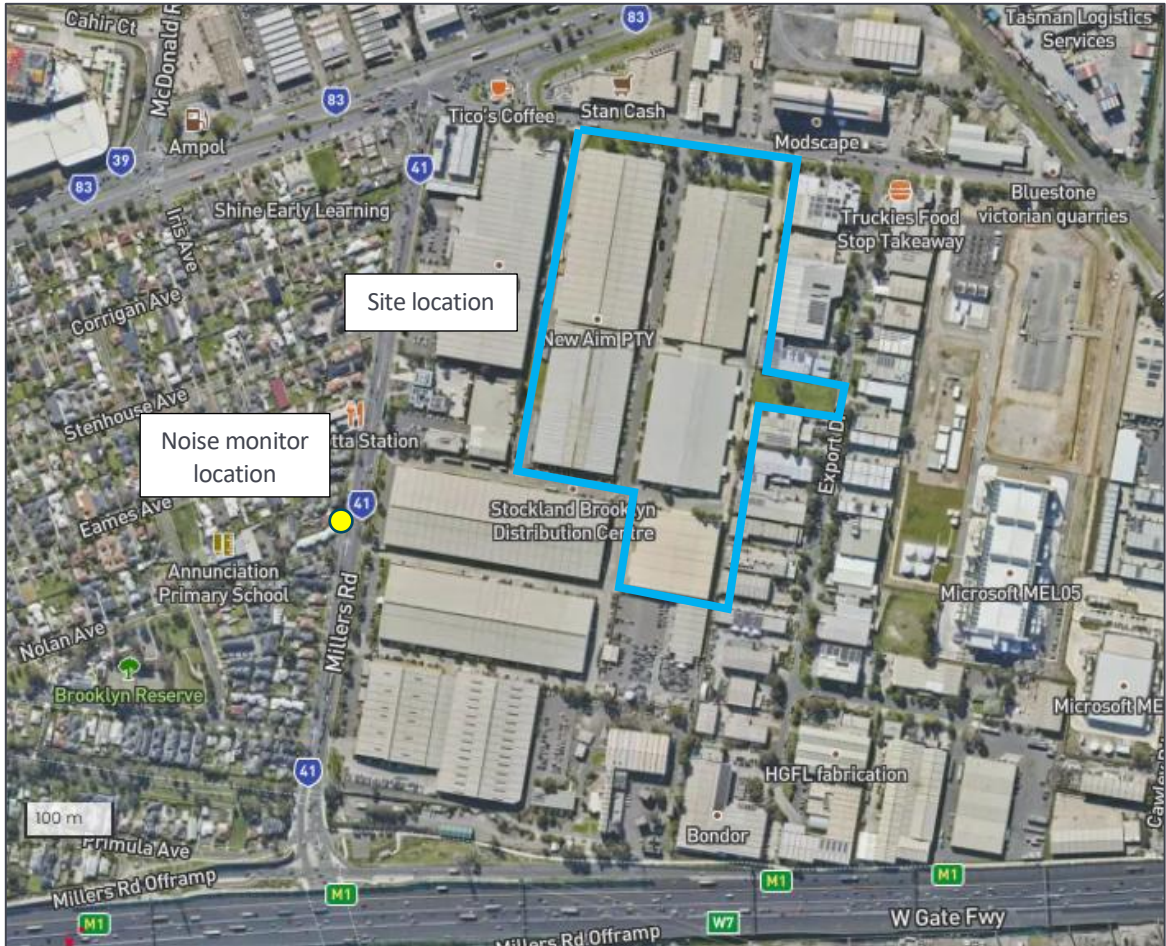 Cahir Ct
McDonald R
83
Tasman Logistics
Services
83
Tico's Coffee
Stan Cash
Ampol
39
83
41
Modscape
Iris Ave
Shine Early Learning
Truckies Food
Stop Takeaway
Bluestone
victorian quarries
Corrigan Ave
Site location
New Aim PTY
Stenhouse Ave
Noise monitor
location
tta Station
Export D
Eames Ave
41
Stockland Brooklyn
Distribution Centre
Annunciation
Primary School
Microsoft MEL05
Nolan Ave
Millers Rd
Brooklyn Reserve
Microsoft ME
41
HGFL fabrication
100 m
Bondor
Primula Ave
Millers Rd Offramp
M1
M1
M1
M1
W7
W Gate Fwy
Millers Rd Offramp